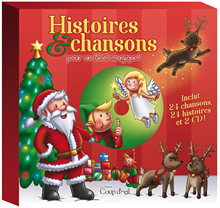 Histoires
& chansons
pour un Noël magique!
Inclut
24 chansons,
24 histoires
et 2 CD!
Coup d'œil